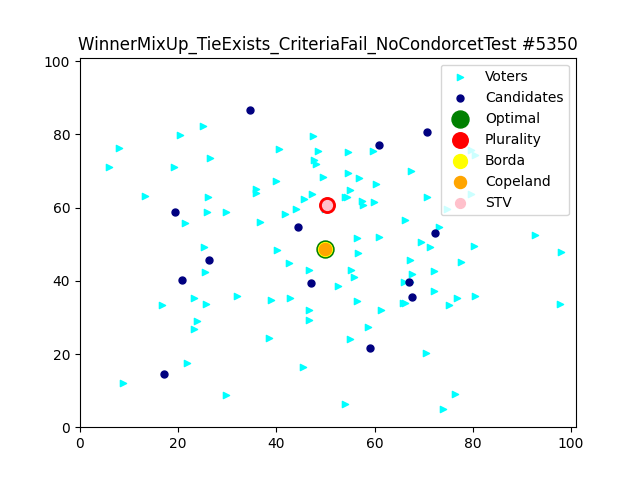 WinnerMixUp_TieExists_CriteriaFail_NoCondorcetTest #5350
100
80
60
40
20
0
0 20 40 60 80 100
Voters
Candidates
Optimal
Plurality
Borda
Copeland
STV